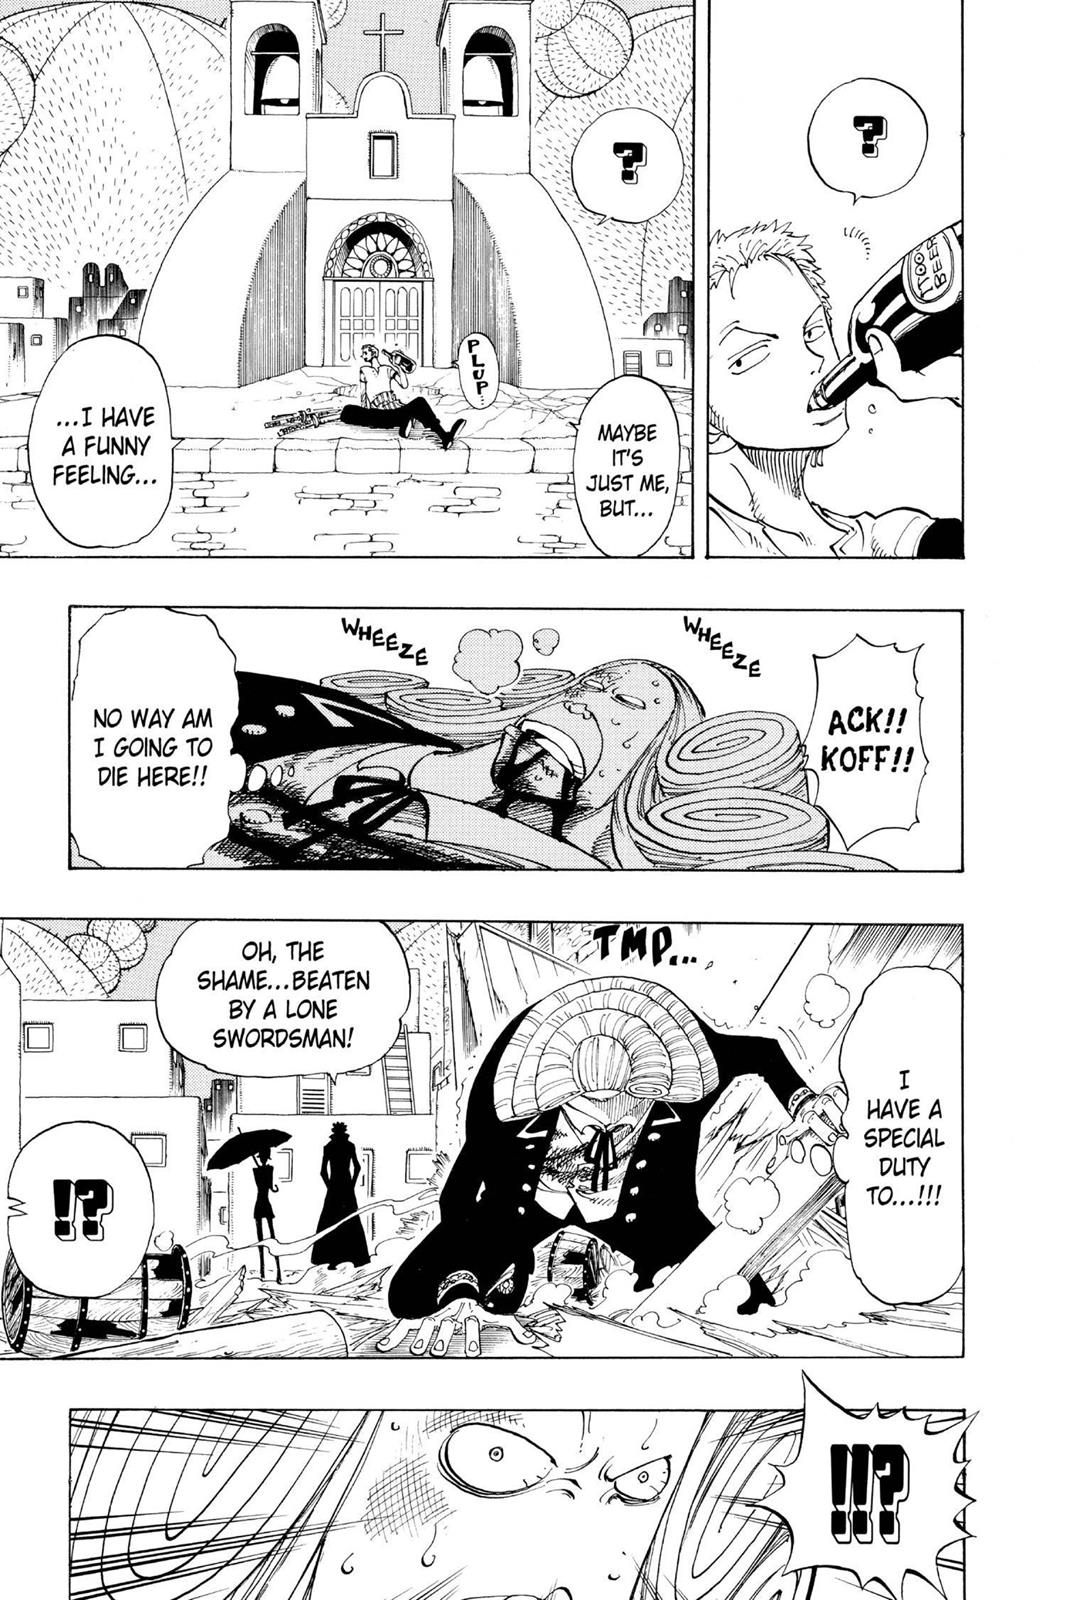 ?
TOOT
BEER
?
MAYBE
IT'S
JUST ME,
BUT...
PLUP...
...I HAVE
A FUNNY
FEELING...
ACK!!
KOFF!!
WHEEZE
WHEEZE
NO WAY AM
I GOING TO
DIE HERE!!
I
HAVE A
SPECIAL
DUTY
TO...!!!
TMP...
OH, THE
SHAME...BEATEN
BY A LONE
SWORDSMAN!
!?
!!?